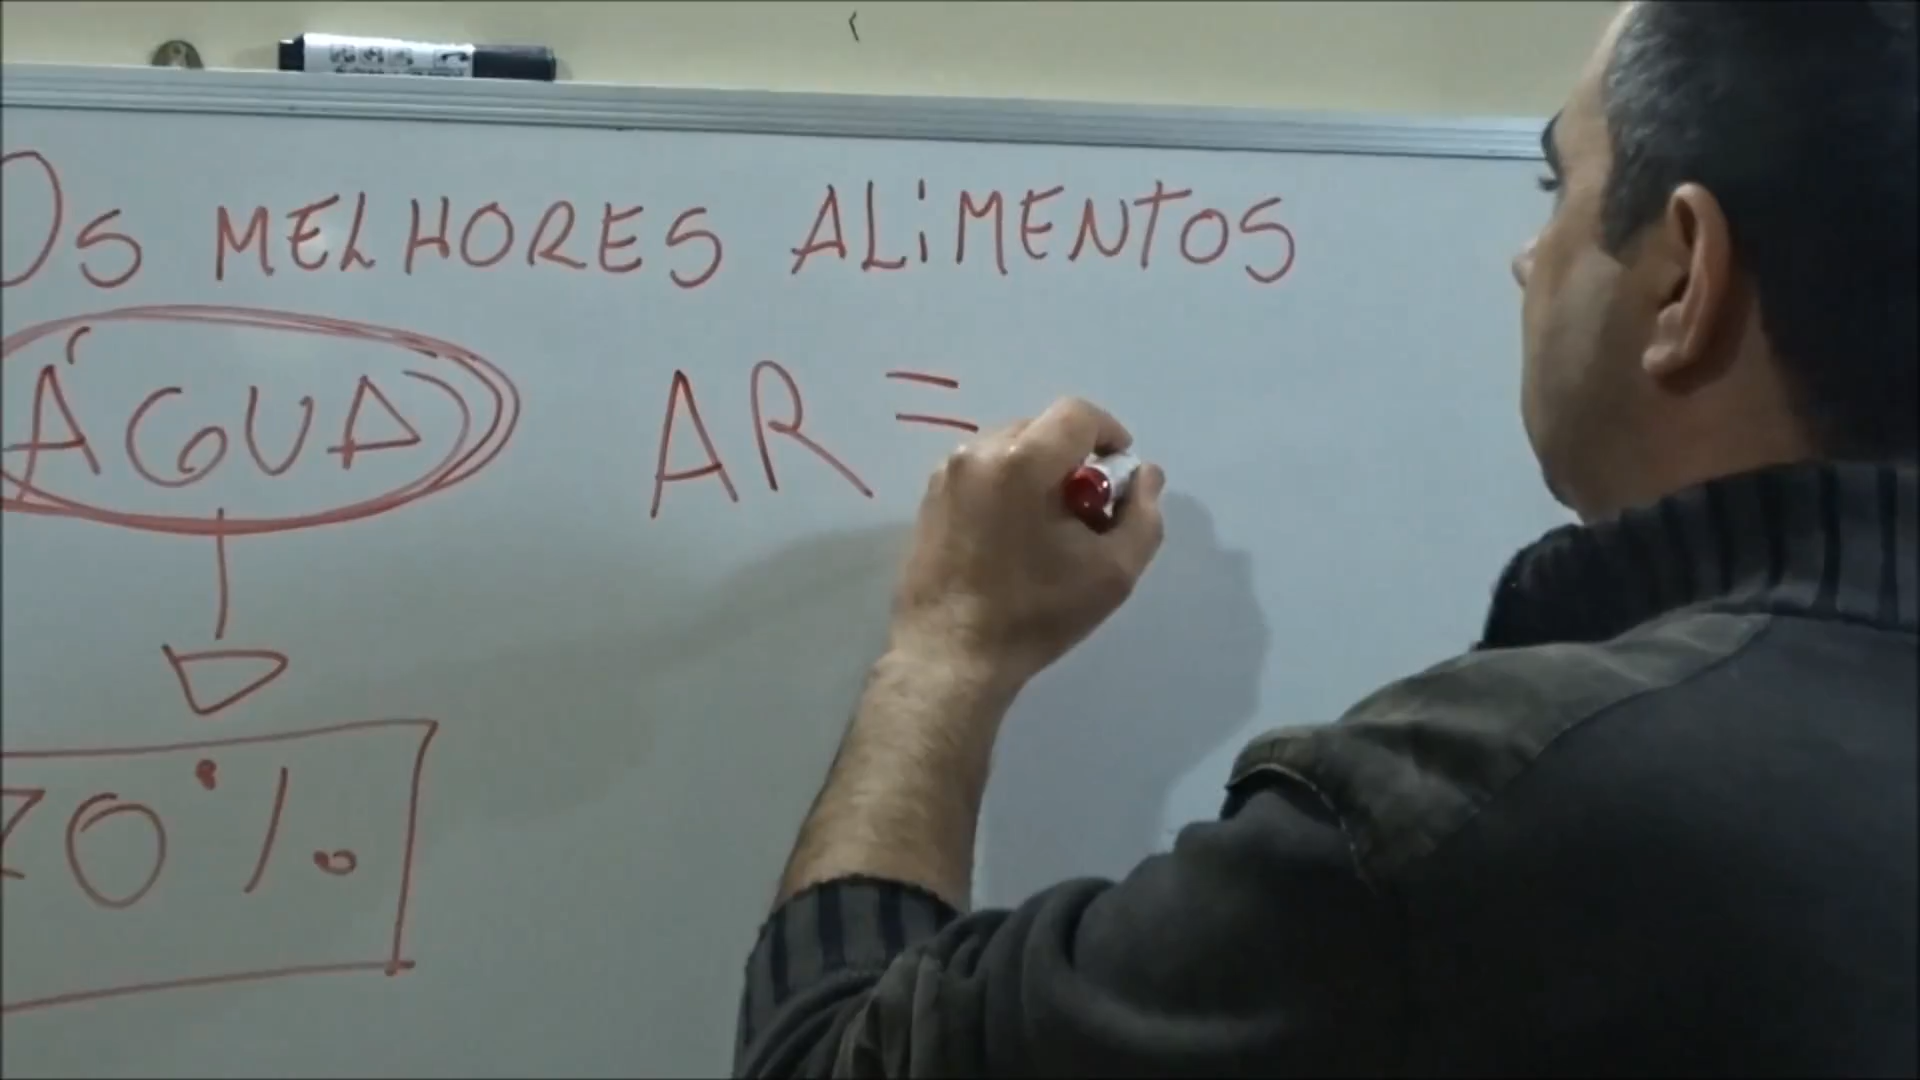 OS MELHORES ALIMENTOS
ÁGUA
AR =
70%